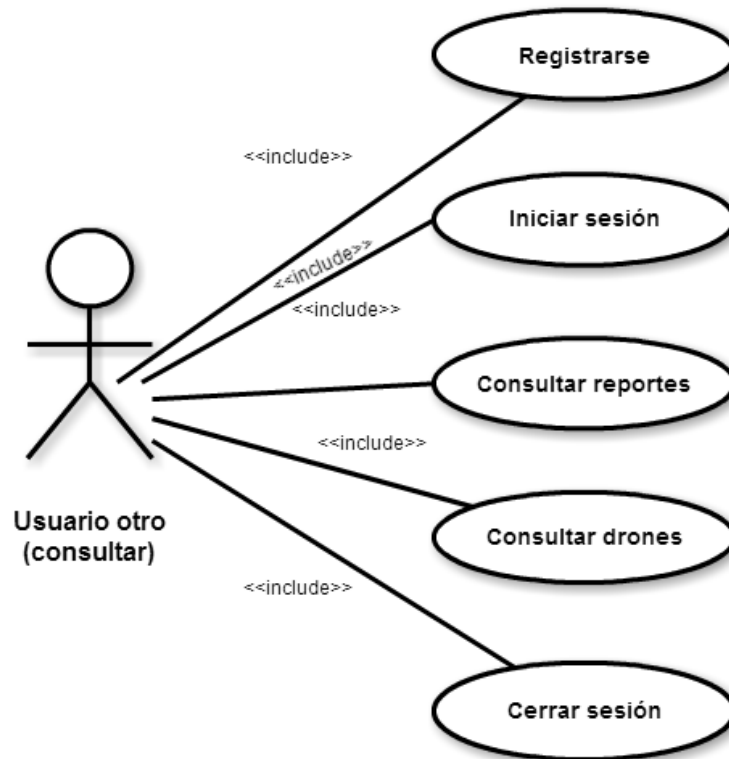 Registrarse
<<include>>
Iniciar sesión
<<include>>
<<include>>
Consultar reportes
<<include>>
Usuario otro
(consultar)
Consultar drones
<<include>>
Cerrar sesión